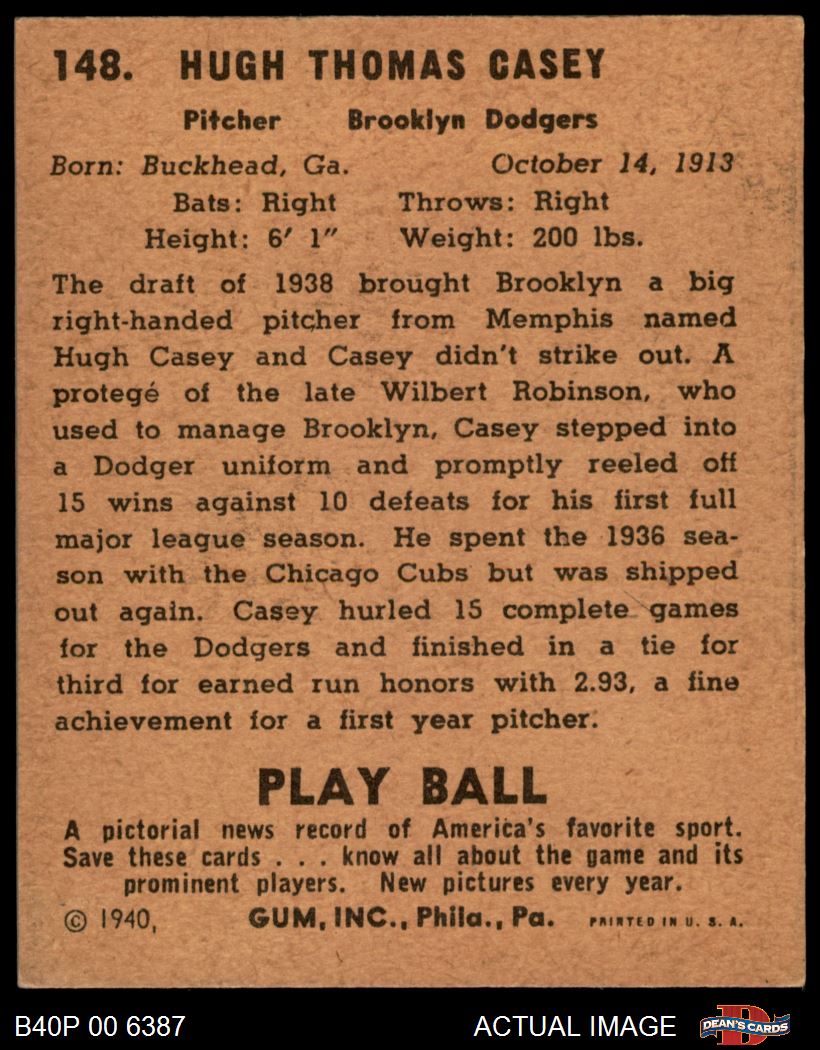 148. HUGH THOMAS CASEY
Pitcher Brooklyn Dodgers
Born: Buckhead, Ga. October 14, 1913
Bats: Right Throws: Right
Height: 6′ 1″ Weight: 200 lbs.
The draft of 1938 brought Brooklyn a big
right-handed pitcher from Memphis named
Hugh Casey and Casey didn't strike out. A
protegé of the late Wilbert Robinson, who
used to manage Brooklyn, Casey stepped into
a Dodger uniform and promptly reeled off
15 wins against 10 defeats for his first full
major league season. He spent the 1936 sea-
son with the Chicago Cubs but was shipped
out again. Casey hurled 15 complete games
for the Dodgers and finished in a tie for
third for earned run honors with 2.93, a fine
achievement for a first year pitcher.
PLAY BALL
A pictorial news record of America's favorite sport.
Save these cards . . . know all about the game and its
prominent players. New pictures every year.
© 1940, GUM, INC., Phila., Pa. PRINTED IN U. S. A.
B40P 00 6387 ACTUAL IMAGE DEAN'S CARDS